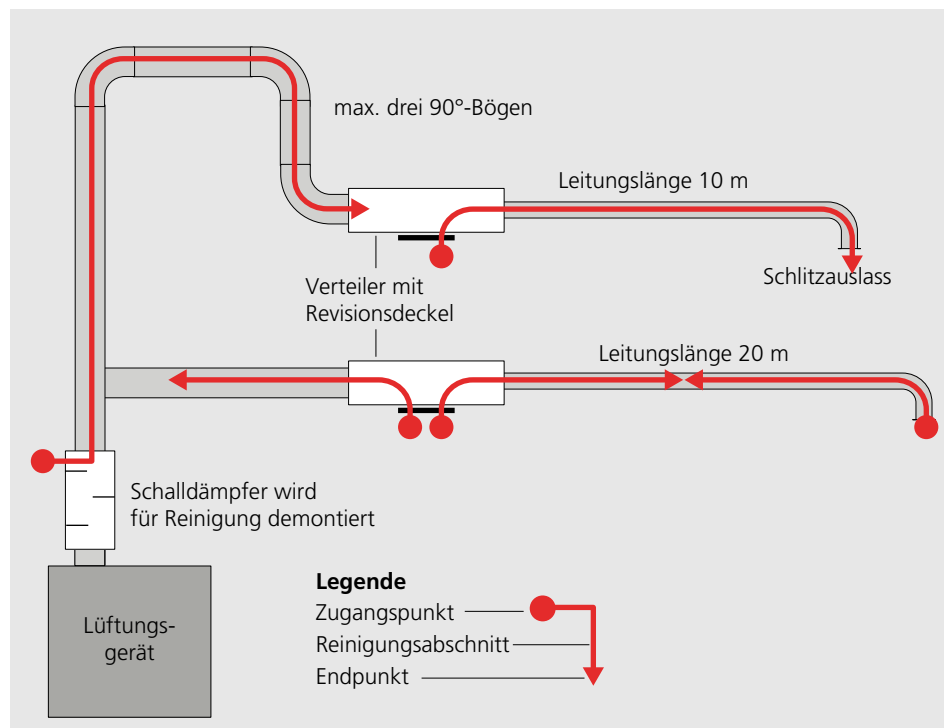 max. drei 90°-Bögen
Leitungslänge 10 m
Schlitzauslass
Verteiler mit
Revisionsdeckel
Leitungslänge 20 m
Schalldämpfer wird
für Reinigung demontiert
Lüftungs-
gerät
Legende
Zugangspunkt
Reinigungsabschnitt
Endpunkt